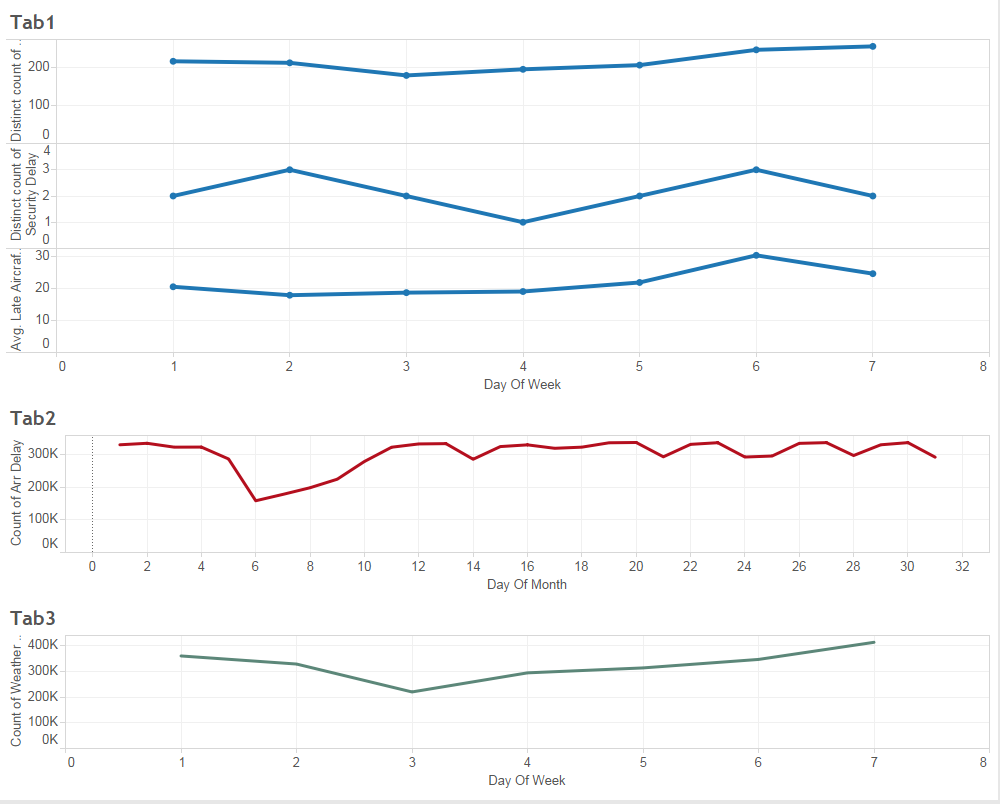 Tab1
Distinct count of ..
200
100
0
Distinct count of
Security Delay
4
3
2
1
0
Avg. Late Aircraf..
30
20
10
0
0 1 2 3 4 5 6 7 8
Day Of Week
Tab2
Count of Arr Delay
300K
200K
100K
0K
0 2 4 6 8 10 12 14 16 18 20 22 24 26 28 30 32
Day Of Month
Tab3
Count of Weather ..
400K
300K
200K
100K
0K
0 1 2 3 4 5 6 7 8
Day Of Week